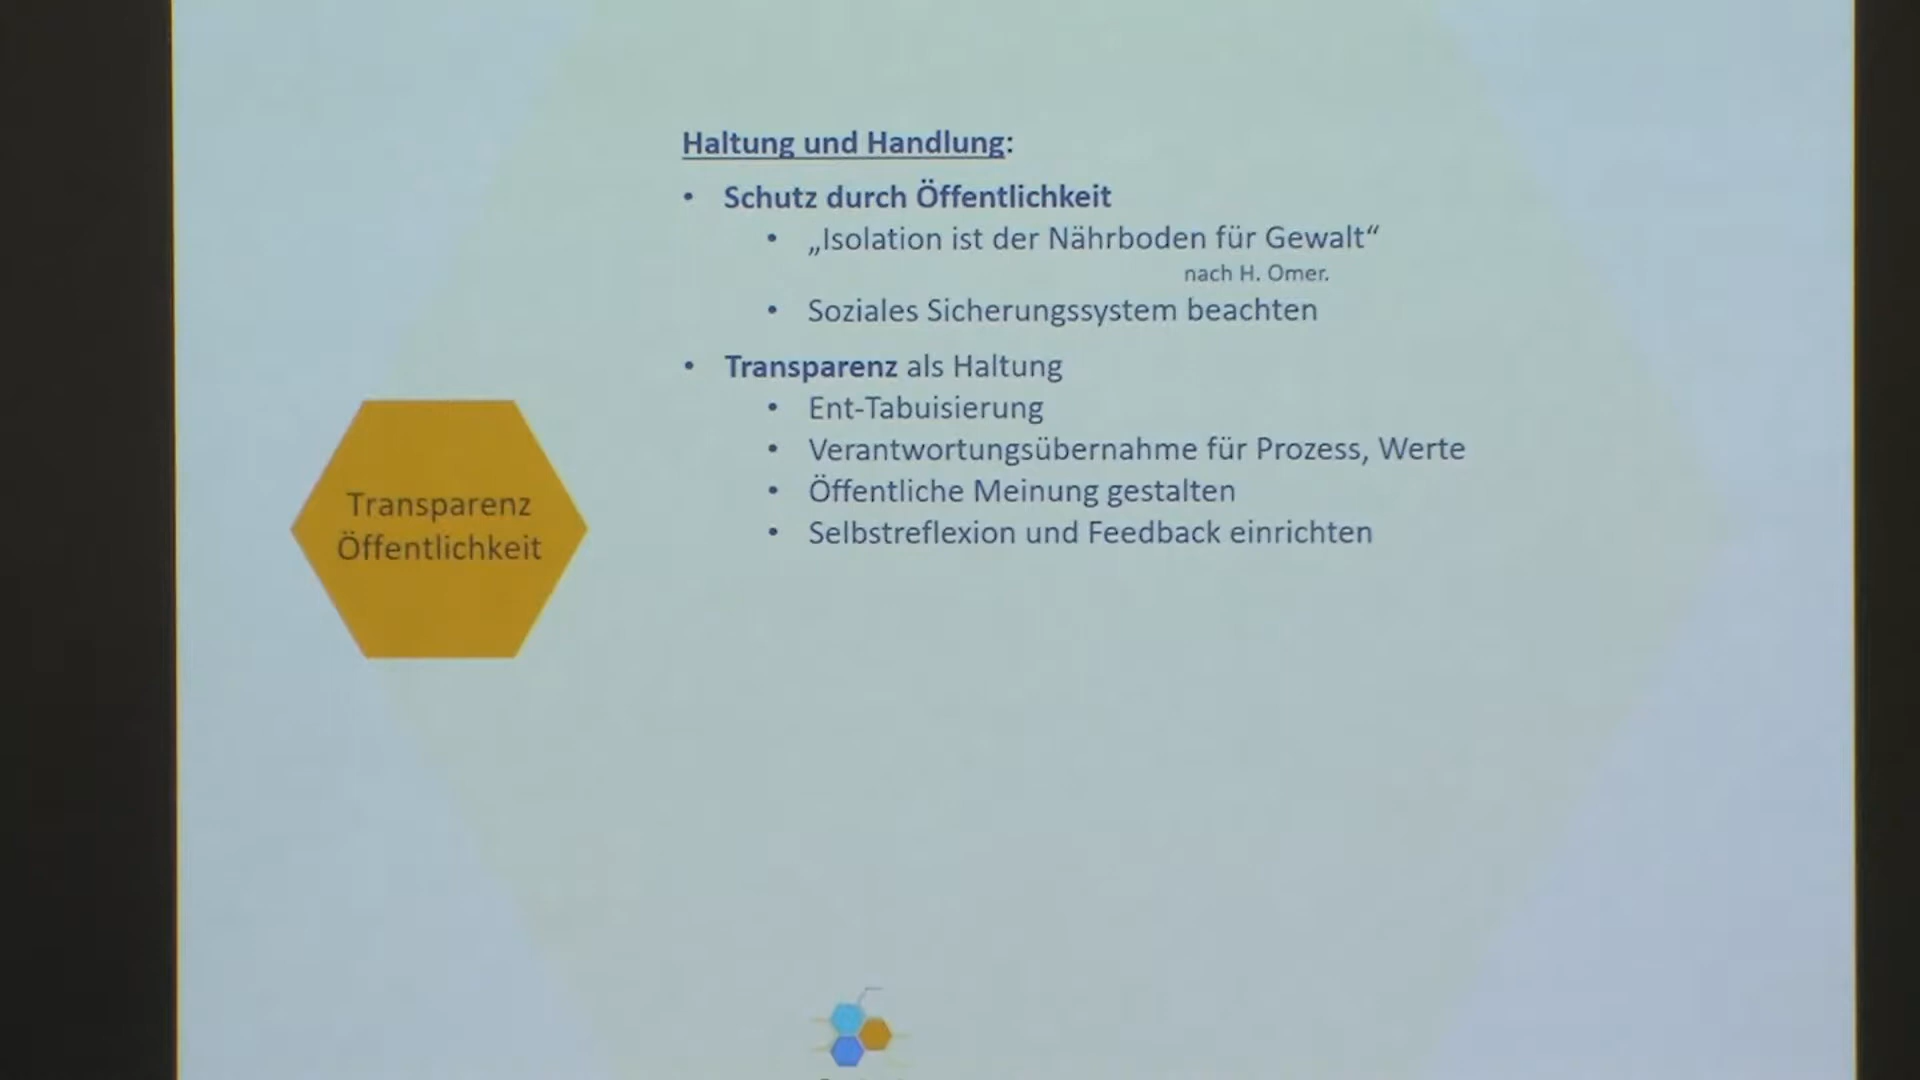 Haltung und Handlung:
• Schutz durch Öffentlichkeit
• „Isolation ist der Nährboden für Gewalt“
nach H. Omer.
• Soziales Sicherungssystem beachten
• Transparenz als Haltung
• Ent-Tabuisierung
• Verantwortungsübernahme für Prozess, Werte
• Öffentliche Meinung gestalten
• Selbstreflexion und Feedback einrichten
Transparenz
Öffentlichkeit